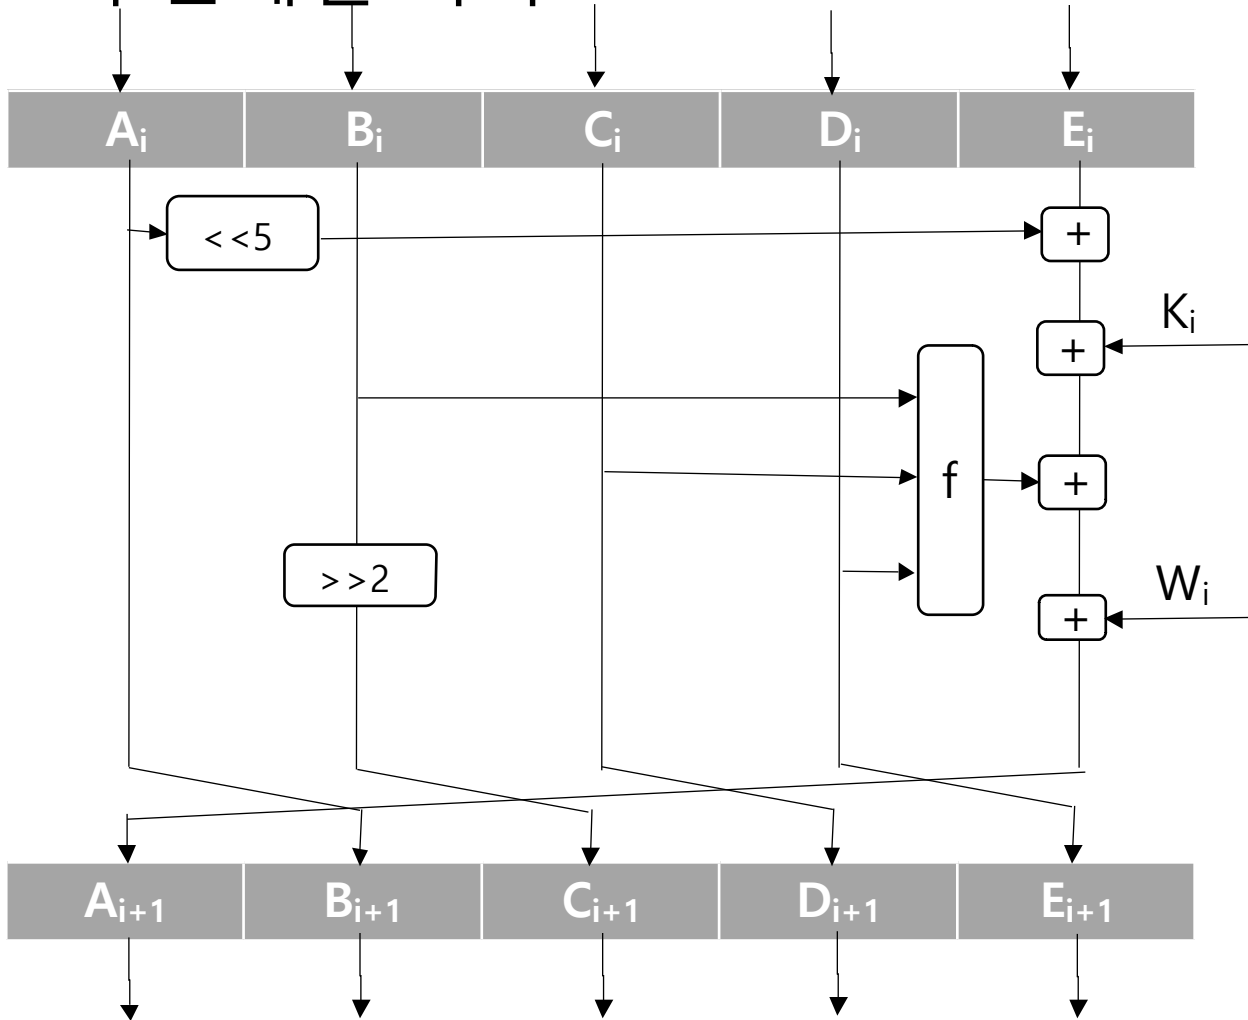 Aᵢ Bᵢ Cᵢ Dᵢ Eᵢ
<<5 +
Kᵢ
+
f +
>>2
Wᵢ
+
Aᵢ₊₁ Bᵢ₊₁ Cᵢ₊₁ Dᵢ₊₁ Eᵢ₊₁